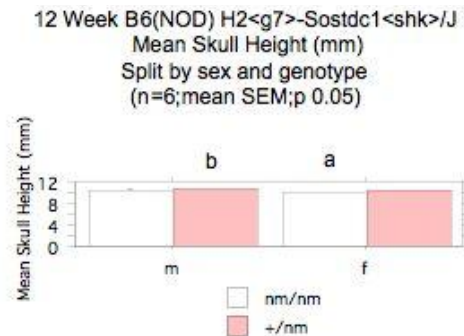 12 Week B6(NOD) H2<g7>-Sostdc1<shk>/J
Mean Skull Height (mm)
Split by sex and genotype
(n=6;mean SEM;p 0.05)
b a
Mean Skull Height (mm)
12
8
4
0
m f
nm/nm
+/nm